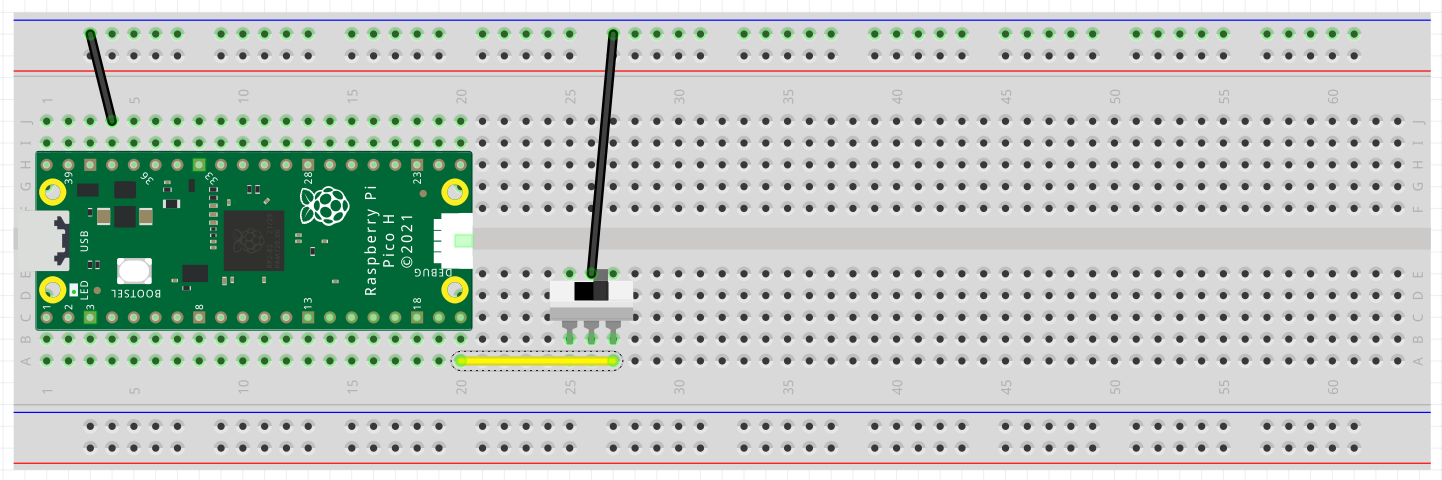 1 5 10 15 20 25 30 35 40 45 50 55 60
J J
I I
H H
G G
F F
39 36 33 28 23
USB
Raspberry Pi
Pico H
©2021
DEBUG
BOOTSEL
LED
1 2 3 8 13 18
E E
D D
C C
B B
A A
1 5 10 15 20 25 30 35 40 45 50 55 60